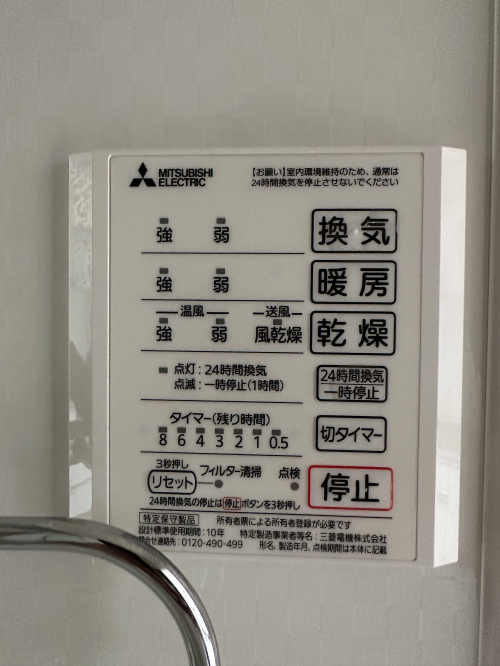 MITSUBISHI
ELECTRIC
【お願い】室内環境維持のため、通常は
24時間換気を停止させないでください
強 弱 換気
強 弱 暖房
温風 送風
強 弱 風乾燥 乾燥
点灯:24時間換気
点滅:一時停止(1時間)
24時間換気
一時停止
タイマー(残り時間)
8 6 4 3 2 1 0.5
切タイマー
3秒押し
リセット フィルター清掃 点検
停止
24時間換気の停止は停止ボタンを3秒押し
特定保守製品 所有者票による所有者登録が必要です
設計標準使用期間:10年 特定製造事業者等名:三菱電機株式会社
問合せ連絡先:0120-490-499 形名、製造年月、点検期間は本体に記載